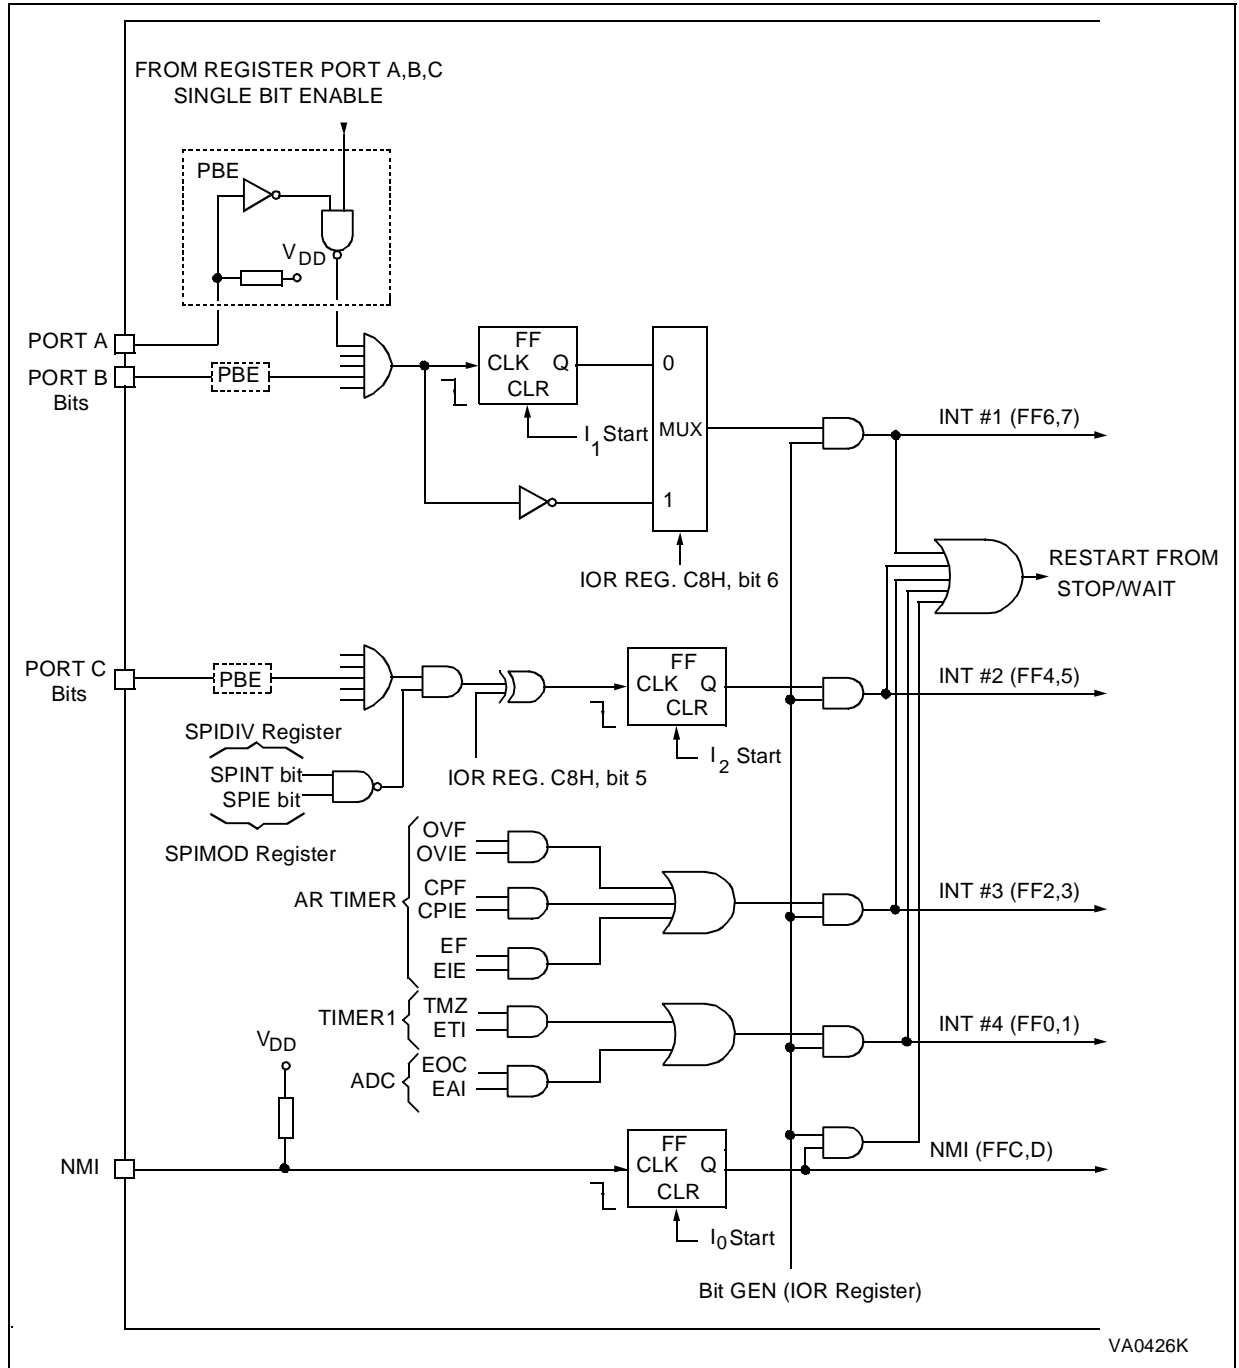 FROM REGISTER PORT A,B,C
SINGLE BIT ENABLE
PBE
VDD
PORT A
PORT B
Bits
PBE
FF
CLK Q
CLR
I1 Start
0
MUX
1
INT #1 (FF6,7)
IOR REG. C8H, bit 6
RESTART FROM
STOP/WAIT
PORT C
Bits
PBE
FF
CLK Q
CLR
I2 Start
INT #2 (FF4,5)
SPIDIV Register
SPINT bit
SPIE bit
SPIMOD Register
IOR REG. C8H, bit 5
AR TIMER
OVF
OVIE
CPF
CPIE
EF
EIE
INT #3 (FF2,3)
TIMER1
TMZ
ETI
ADC
EOC
EAI
INT #4 (FF0,1)
VDD
NMI
FF
CLK Q
CLR
I0 Start
NMI (FFC,D)
Bit GEN (IOR Register)
VA0426K